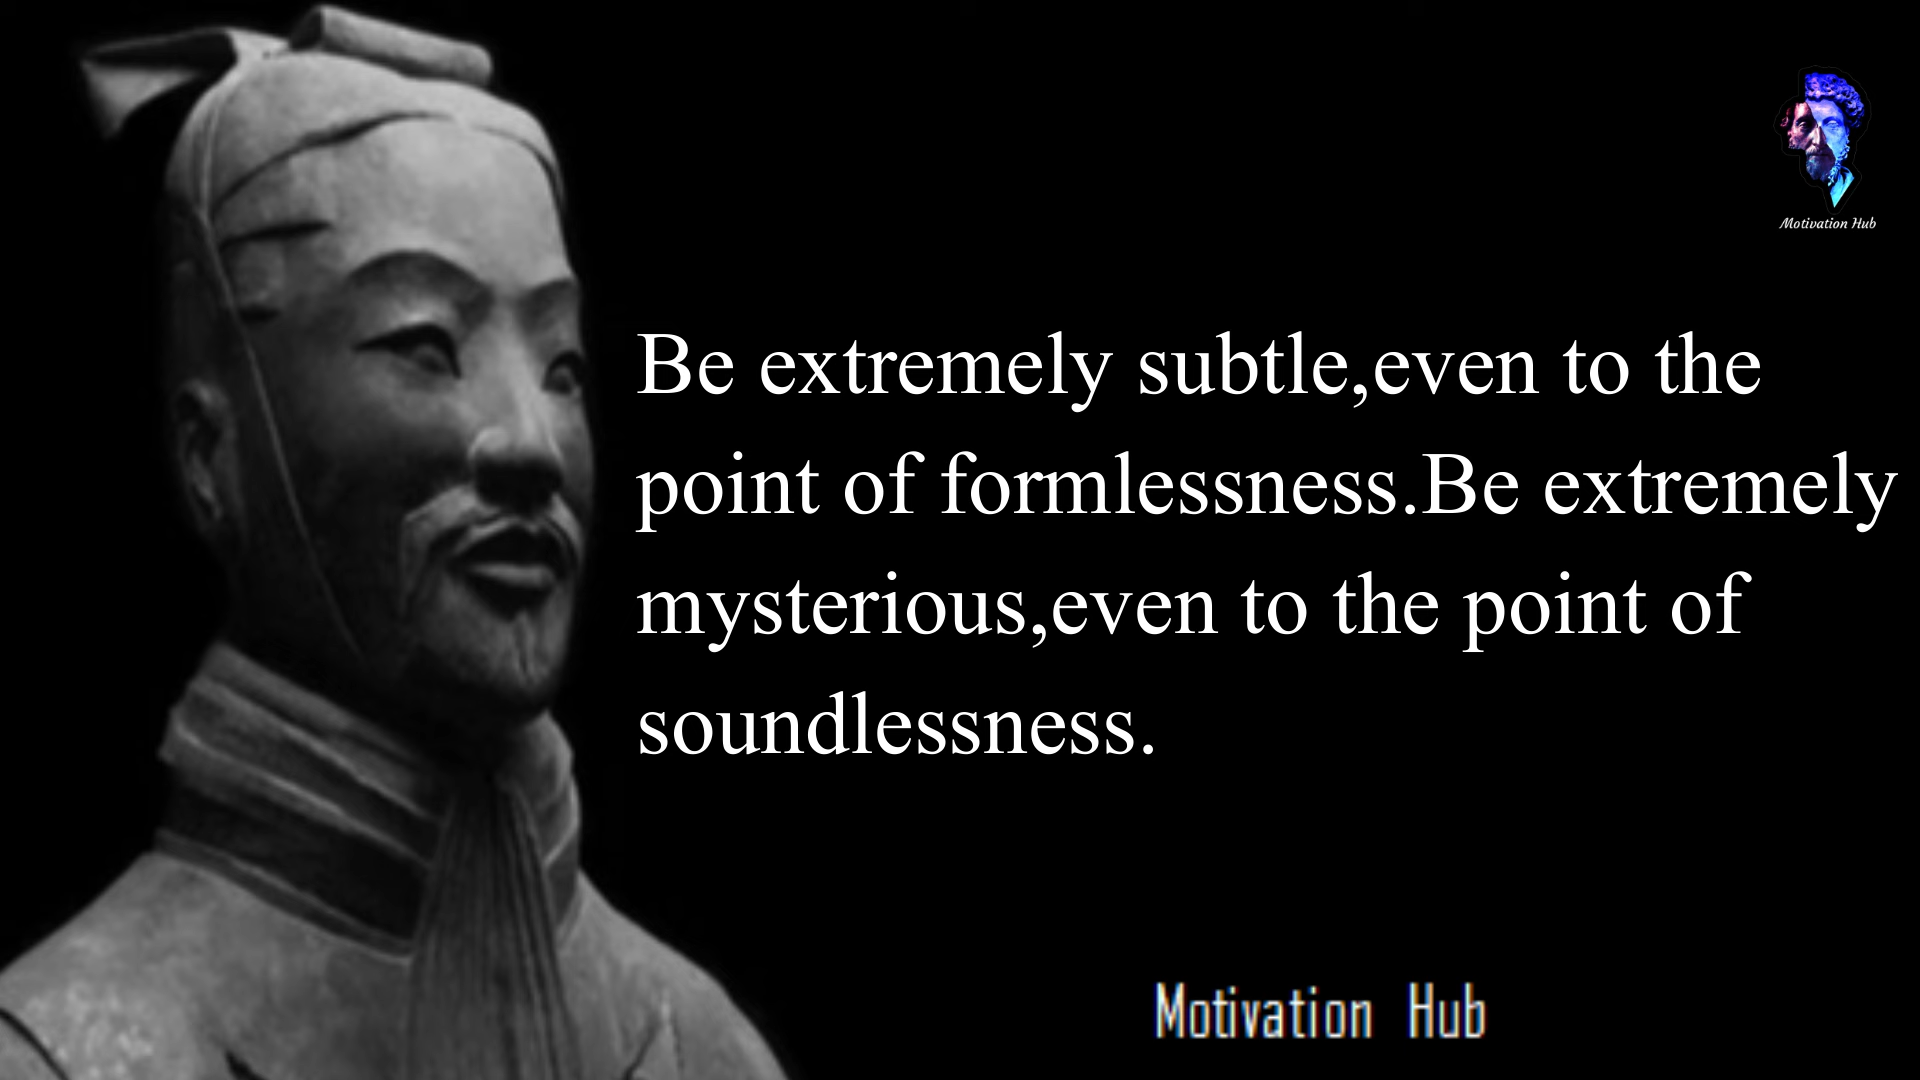 Motivation Hub
Be extremely subtle,even to the
point of formlessness.Be extremely
mysterious,even to the point of
soundlessness.
Motivation Hub